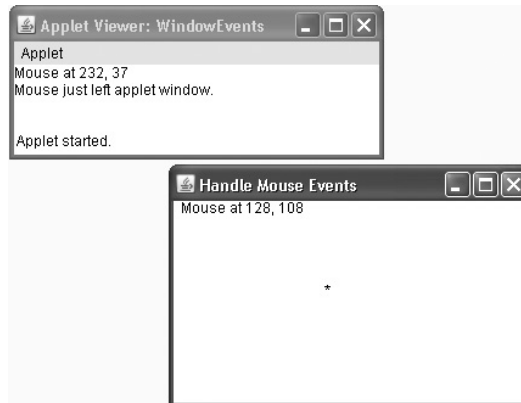 Applet Viewer: WindowEvents
Applet
Mouse at 232, 37
Mouse just left applet window.
Applet started.
Handle Mouse Events
Mouse at 128, 108
*